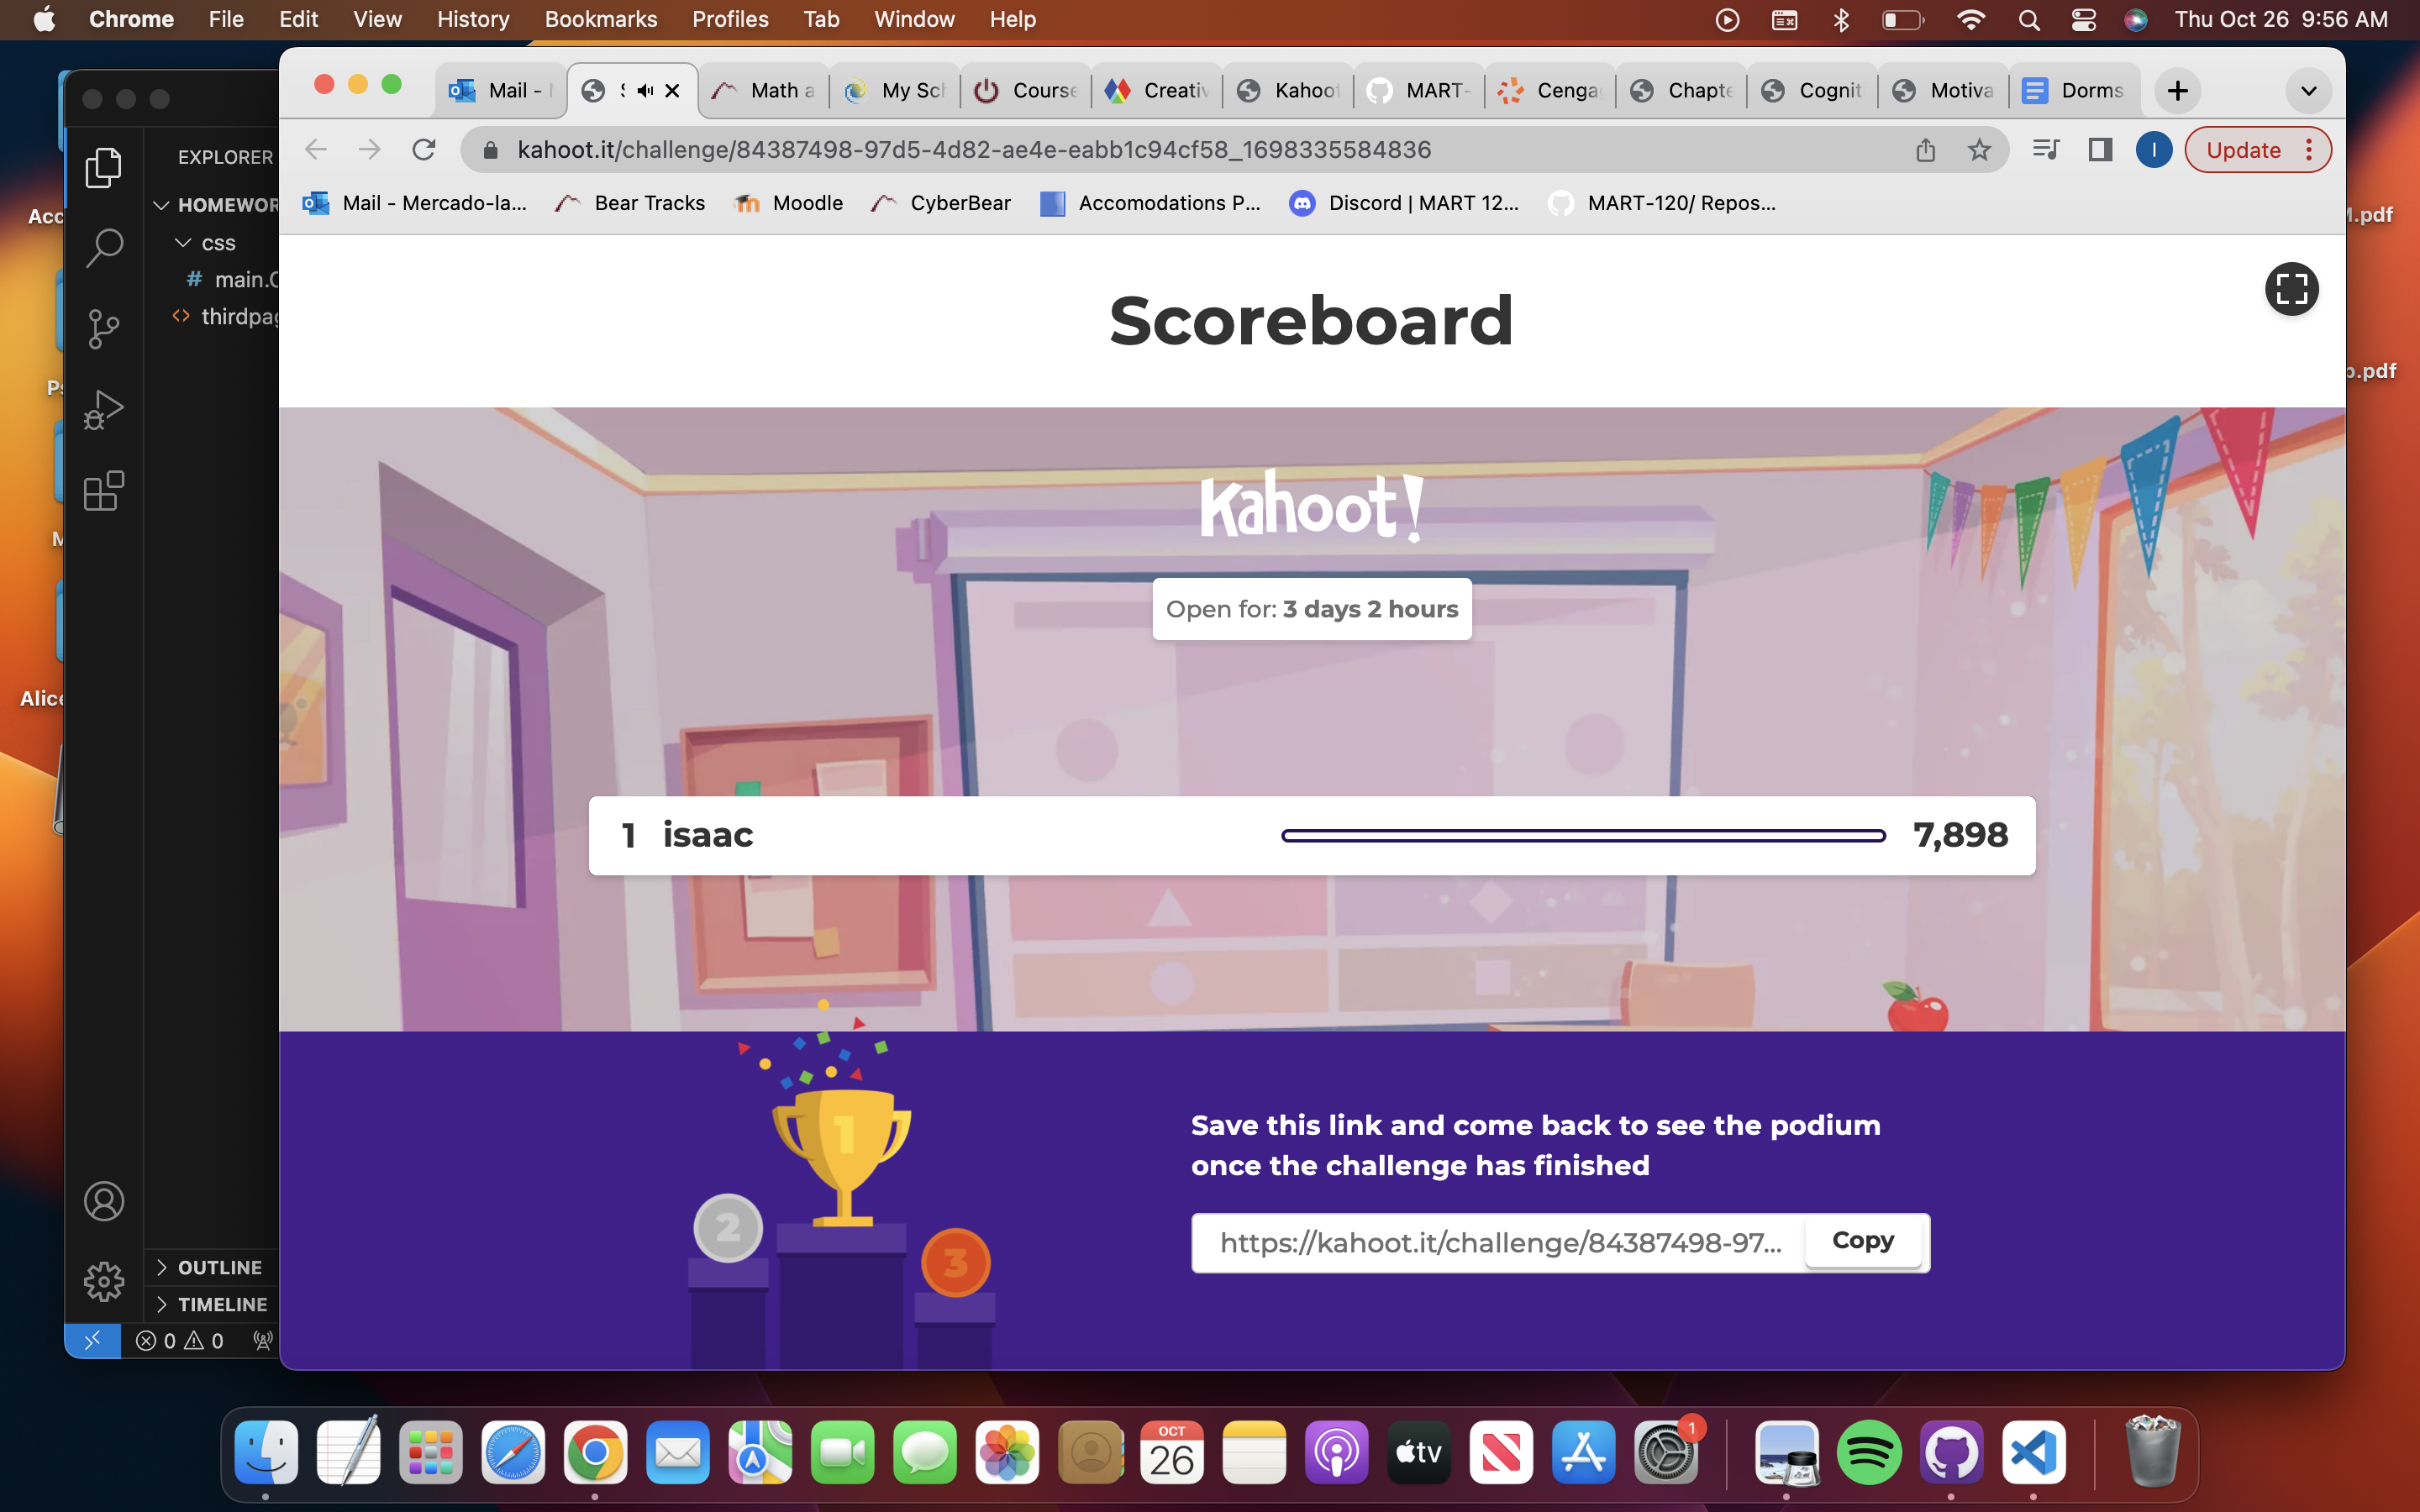 Chrome File Edit View History Bookmarks Profiles Tab Window Help Thu Oct 26 9:56 AM
Mail - Math a My Sch Course Creativ Kahoot MART- Cenga Chapte Cognit Motiva Dorms
kahoot.it/challenge/84387498-97d5-4d82-ae4e-eabb1c94cf58_1698335584836 I Update
Mail - Mercado-la... Bear Tracks Moodle CyberBear Accomodations P... Discord | MART 12... MART-120/ Repos...
EXPLORER
HOMEWOR
css
# main.
<> thirdpag
OUTLINE
TIMELINE
0 0
Acc
Ps
M
Alice
.pdf
.pdf
Scoreboard
Kahoot!
Open for: 3 days 2 hours
1 isaac 7,898
1
2
3
Save this link and come back to see the podium
once the challenge has finished
https://kahoot.it/challenge/84387498-97... Copy
OCT
26
tv
1